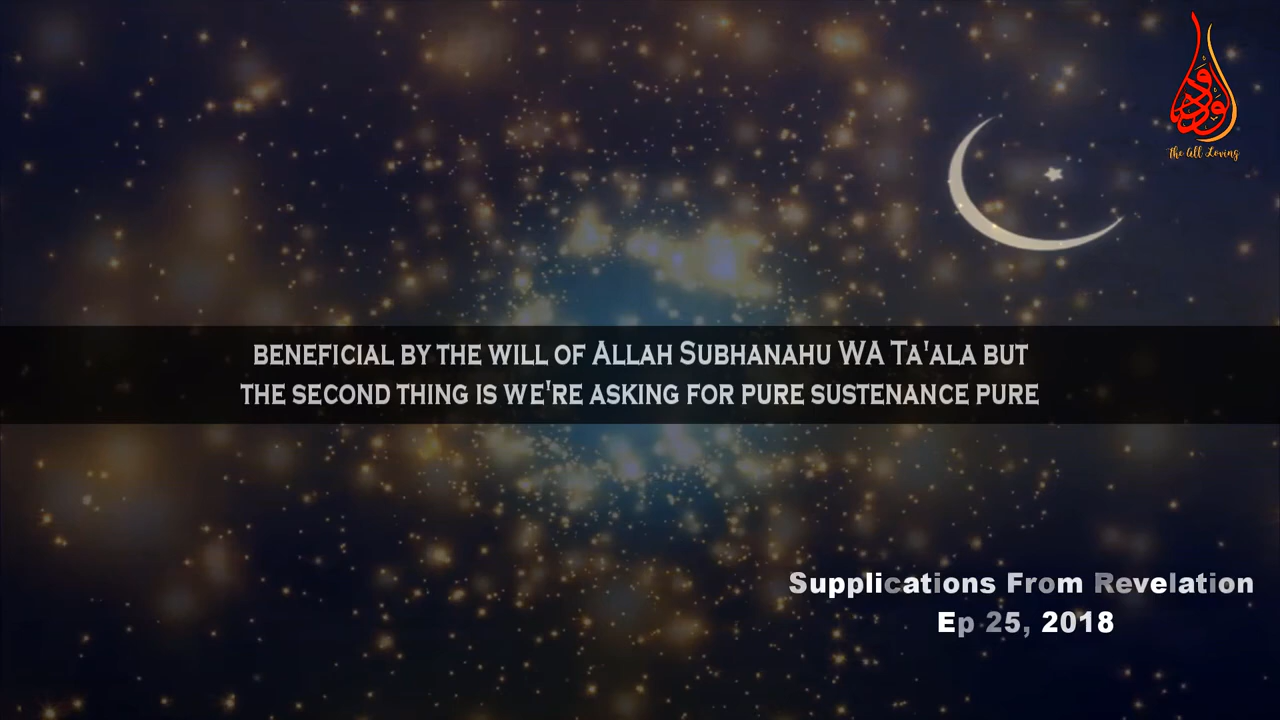 الودود
The All Loving
BENEFICIAL BY THE WILL OF ALLAH SUBHANAHU WA TA'ALA BUT
THE SECOND THING IS WE'RE ASKING FOR PURE SUSTENANCE PURE
Supplications From Revelation
Ep 25, 2018